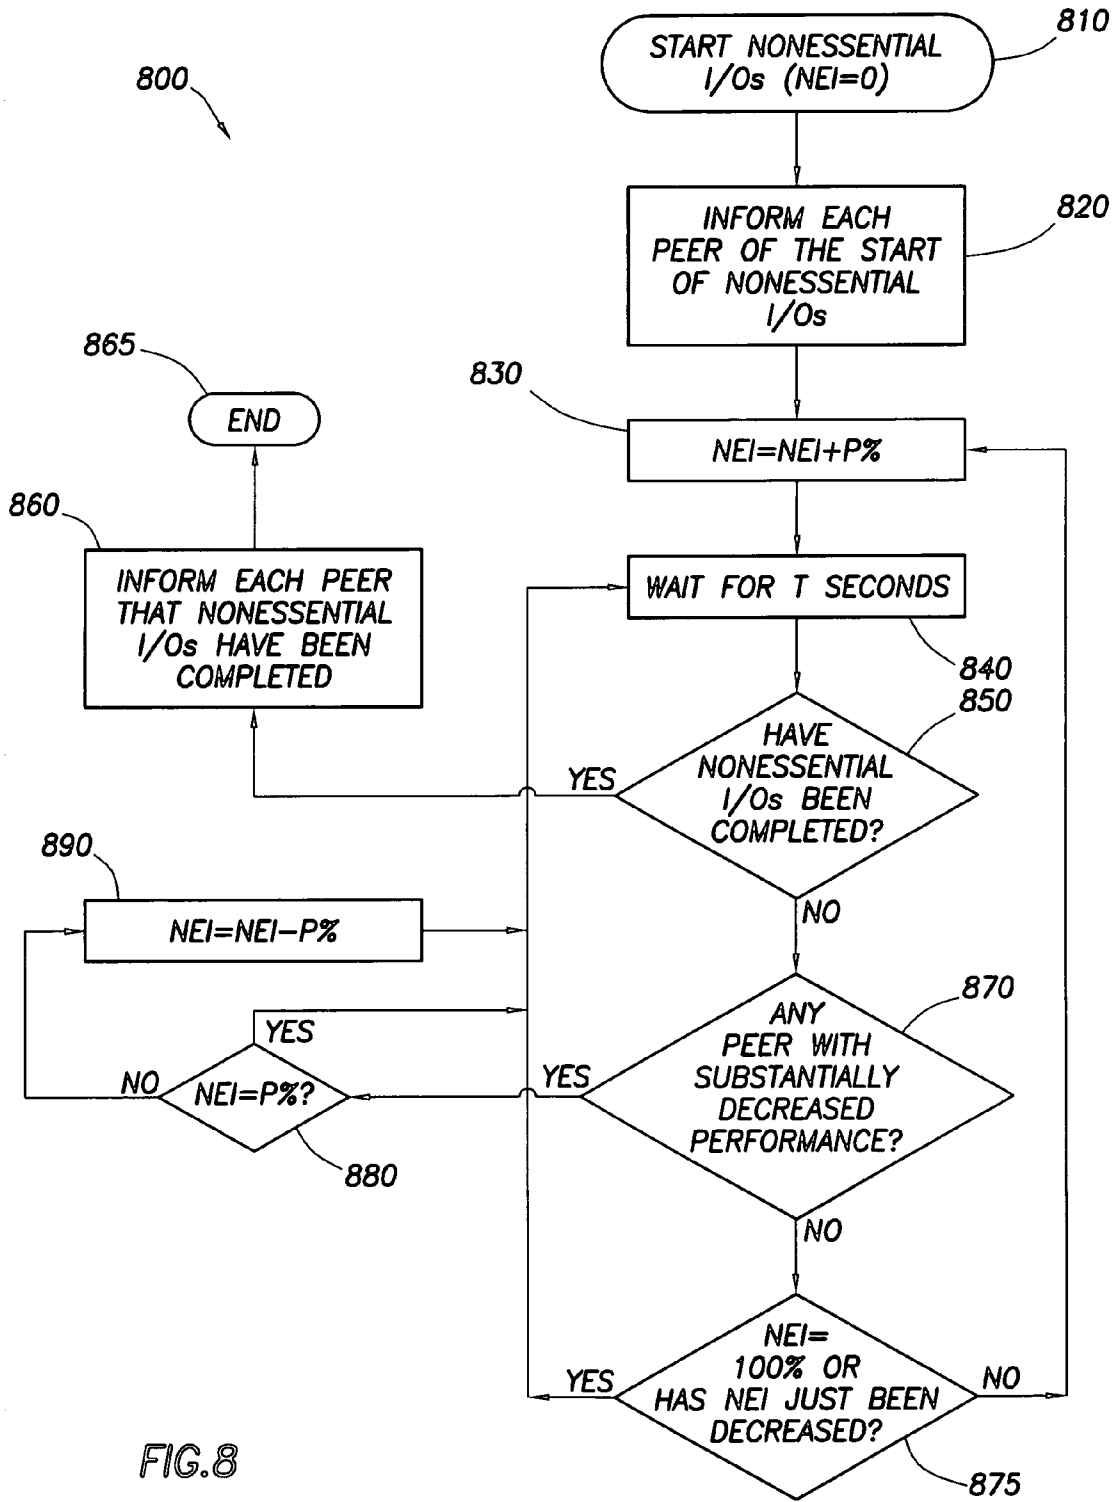 810
START NONESSENTIAL
I/Os (NEI=0)
800
820
INFORM EACH
PEER OF THE START
OF NONESSENTIAL
I/Os
865
END
830
NEI=NEI+P%
860
INFORM EACH PEER
THAT NONESSENTIAL
I/Os HAVE BEEN
COMPLETED
WAIT FOR T SECONDS
840
850
HAVE
NONESSENTIAL
I/Os BEEN
COMPLETED?
YES
NO
890
NEI=NEI-P%
870
ANY
PEER WITH
SUBSTANTIALLY
DECREASED
PERFORMANCE?
YES
NO
YES
NO
NEI=P%?
880
NEI=
100% OR
HAS NEI JUST BEEN
DECREASED?
YES
NO
875
FIG.8